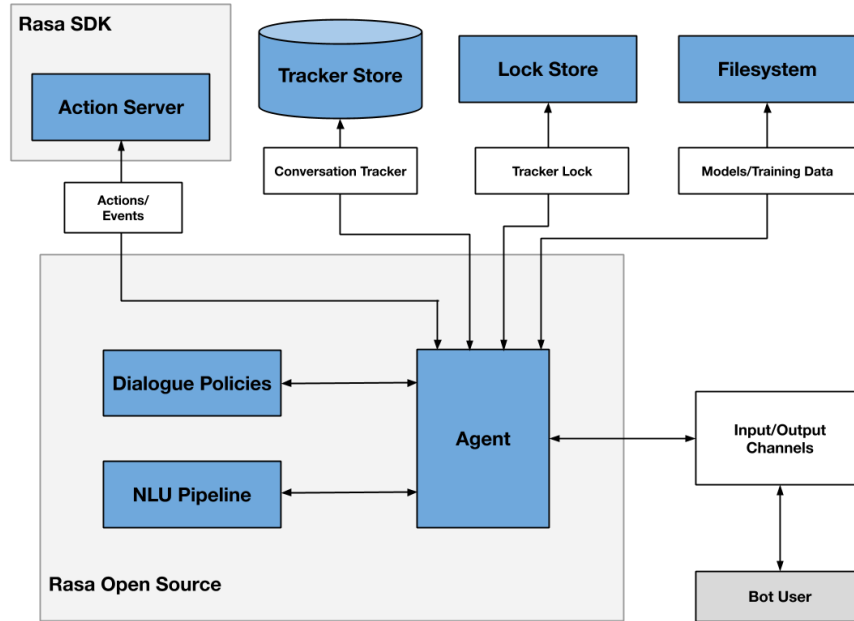 Rasa SDK
Action Server
Tracker Store
Lock Store
Filesystem
Conversation Tracker
Tracker Lock
Models/Training Data
Actions/
Events
Dialogue Policies
Agent
NLU Pipeline
Input/Output
Channels
Rasa Open Source
Bot User